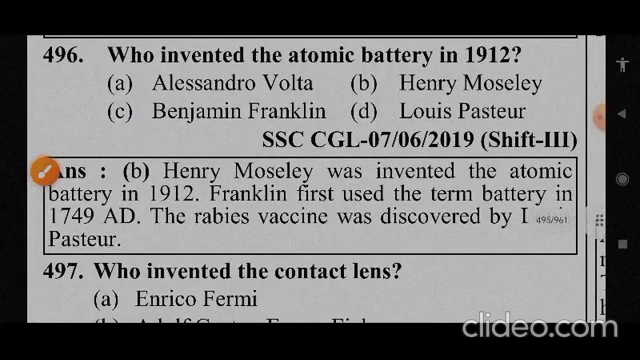 496. Who invented the atomic battery in 1912?
(a) Alessandro Volta (b) Henry Moseley
(c) Benjamin Franklin (d) Louis Pasteur
SSC CGL-07/06/2019 (Shift-III)
Ans : (b) Henry Moseley was invented the atomic
battery in 1912. Franklin first used the term battery in
1749 AD. The rabies vaccine was discovered by
495/961
Pasteur.
497. Who invented the contact lens?
(a) Enrico Fermi
clideo.com